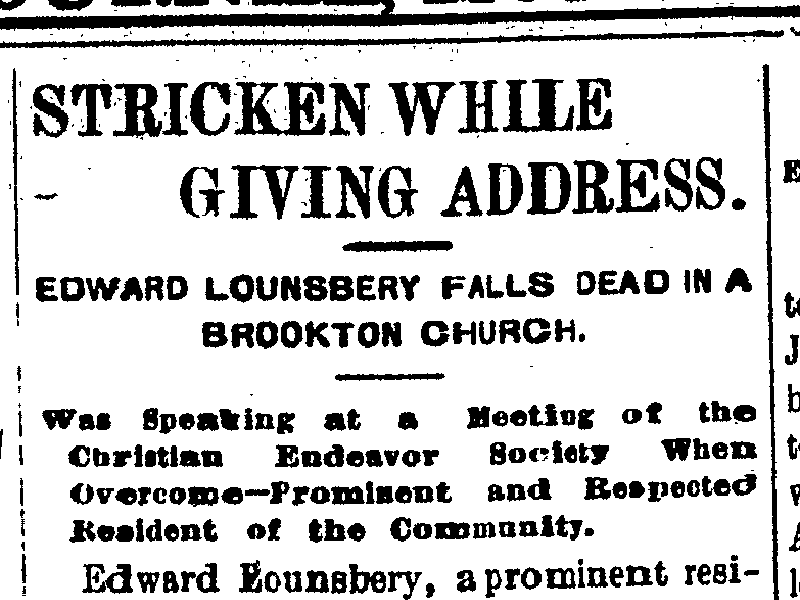 STRICKEN WHILE
GIVING ADDRESS.
EDWARD LOUNSBERY FALLS DEAD IN A
BROOKTON CHURCH.
Was Speaking at a Meeting of the
Christian Endeavor Society When
Overcome—Prominent and Respected
Resident of the Community.
Edward Lounsbery, a prominent resi-